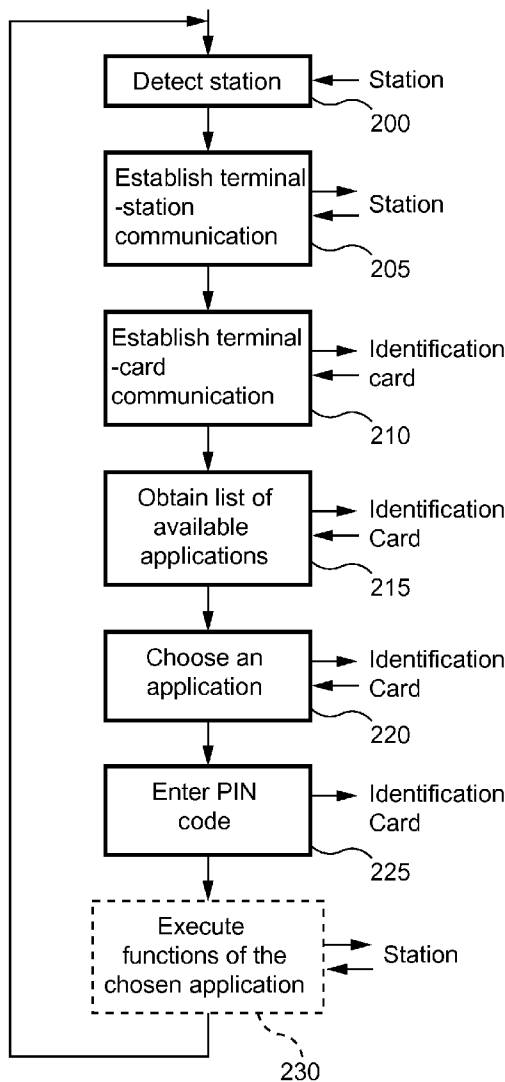 Detect station
Station
200
Establish terminal
-station
communication
Station
205
Establish terminal
-card
communication
Identification
card
210
Obtain list of
available
applications
Identification
Card
215
Choose an
application
Identification
Card
220
Enter PIN
code
Identification
Card
225
Execute
functions of the
chosen application
Station
230